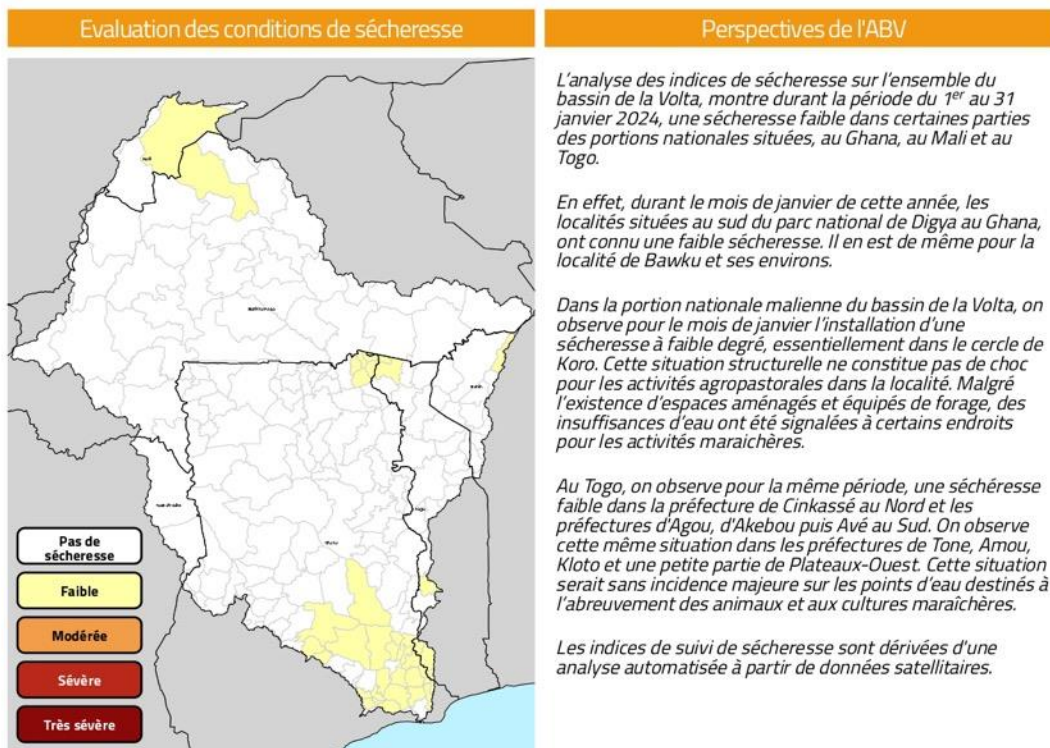 Evaluation des conditions de sécheresse
Perspectives de l'ABV
L'analyse des indices de sécheresse sur l'ensemble du
bassin de la Volta, montre durant la période du 1er au 31
janvier 2024, une sécheresse faible dans certaines parties
des portions nationales situées, au Ghana, au Mali et au
Togo.
En effet, durant le mois de janvier de cette année, les
localités situées au sud du parc national de Digya au Ghana,
ont connu une faible sécheresse. Il en est de même pour la
localité de Bawku et ses environs.
Dans la portion nationale malienne du bassin de la Volta, on
observe pour le mois de janvier l'installation d'une
sécheresse à faible degré, essentiellement dans le cercle de
Koro. Cette situation structurelle ne constitue pas de choc
pour les activités agropastorales dans la localité. Malgré
l'existence d'espaces aménagés et équipés de forage, des
insuffisances d'eau ont été signalées à certains endroits
pour les activités maraichères.
Au Togo, on observe pour la même période, une séchéresse
faible dans la préfecture de Cinkassé au Nord et les
préfectures d'Agou, d'Akebou puis Avé au Sud. On observe
cette même situation dans les préfectures de Tone, Amou,
Kloto et une petite partie de Plateaux-Ouest. Cette situation
serait sans incidence majeure sur les points d'eau destinés à
l'abreuvement des animaux et aux cultures maraîchères.
Les indices de suivi de sécheresse sont dérivées d'une
analyse automatisée à partir de données satellitaires.
Pas de
sécheresse
Faible
Modérée
Sévère
Très sévère